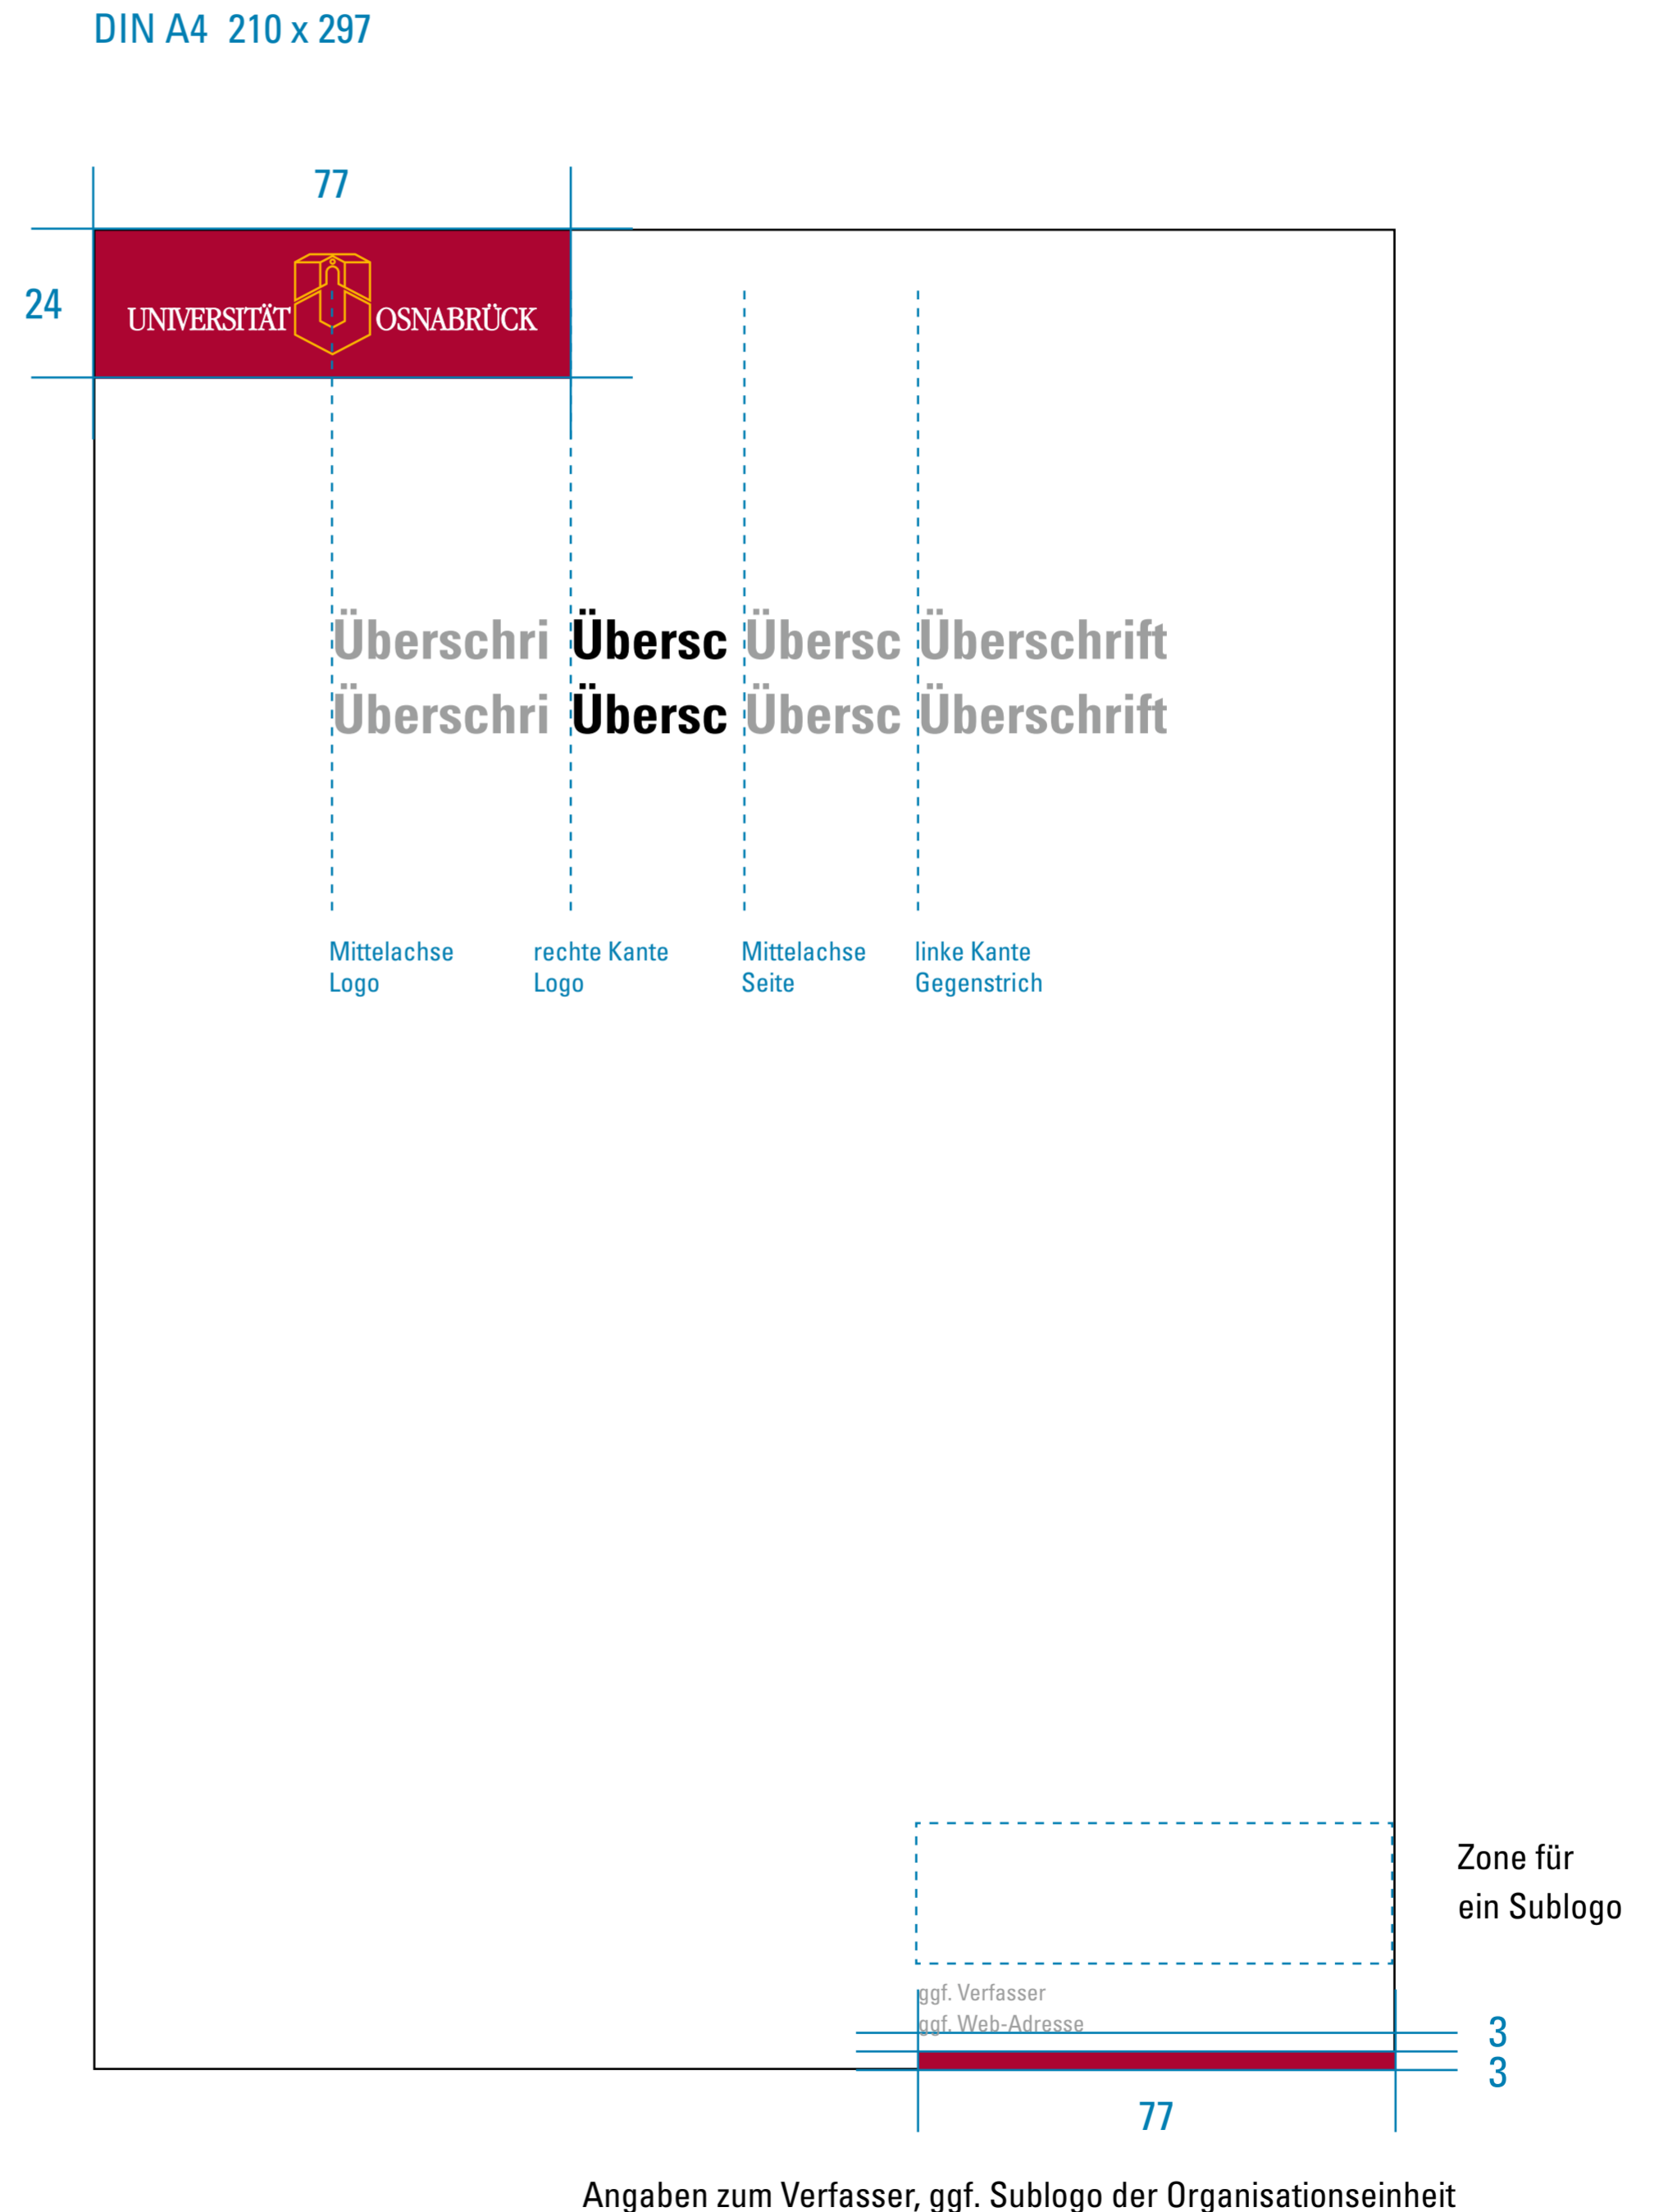 DIN A4 210 x 297
77
24
UNIVERSITÄT OSNABRÜCK
Überschri Übersc Übersc Überschrift
Überschri Übersc Übersc Überschrift
Mittelachse
Logo
rechte Kante
Logo
Mittelachse
Seite
linke Kante
Gegenstrich
Zone für
ein Sublogo
ggf. Verfasser
ggf. Web-Adresse
3
3
77
Angaben zum Verfasser, ggf. Sublogo der Organisationseinheit